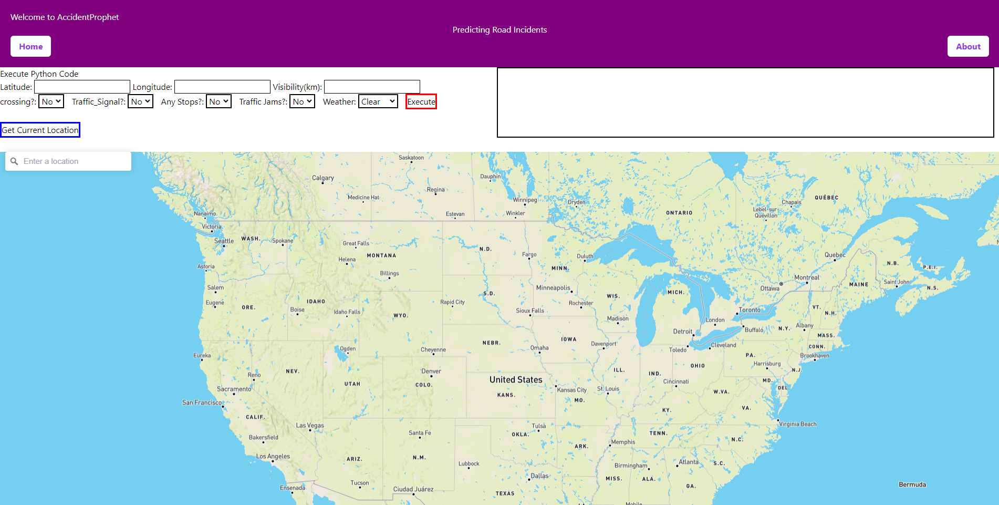 Welcome to AccidentProphet
Predicting Road Incidents
Home
About
Execute Python Code
Latitude: Longitude: Visibility(km):
crossing?: No Traffic_Signal?: No Any Stops?: No Traffic Jams?: No Weather: Clear Execute
Get Current Location
Enter a location
Saskatoon
Calgary
Dauphin
Regina
Medicine Hat
Winnipeg
Dryden
Chapais
QUÉBEC
Nanaimo
Estevan
Winkler
ONTARIO
Lebel-sur-
Quévillon
Victoria
Seattle
WASH.
Spokane
Great Falls
N.D.
Helena
MONTANA
Fargo
Duluth
Quebec
Astoria
Billings
MINN.
N.B.
P.E.I.
Salem
Minneapolis
Montreal
Ottawa
MAINE
Saint John
N.S.
Eugene
ORE.
IDAHO
Boise
Idaho Falls
S.D.
Rapid City
WIS.
MICH.
Rochester
VT.
N.H.
WYO.
Sioux Falls
Madison
Toronto
London
Buffalo
N.Y.
Albany
MASS.
Detroit
Ogden
Cheyenne
NEBR.
Omaha
IOWA
Davenport
Toledo
Cleveland
CONN.
Eureka
PA.
Brookhaven
Harrisburg
NEV.
Reno
Denver
ILL.
IND.
OHIO
N.J.
Sacramento
UTAH
COLO.
United States
KANS.
Kansas City
St. Louis
Cincinnati
MD.
DEL.
San Francisco
MO.
W.VA.
CALIF.
KY.
VA.
Las Vegas
Tulsa
Virginia Beach
Bakersfield
Santa Fe
OKLA.
TENN.
N.C.
Los Angeles
ARIZ.
N.M.
ARK.
Memphis
Lubbock
Birmingham
Atlanta
S.C.
Tucson
Dallas
MISS.
ALA.
GA.
Ensenada
Ciudad Juárez
TEXAS
Bermuda
LA.
Mobile